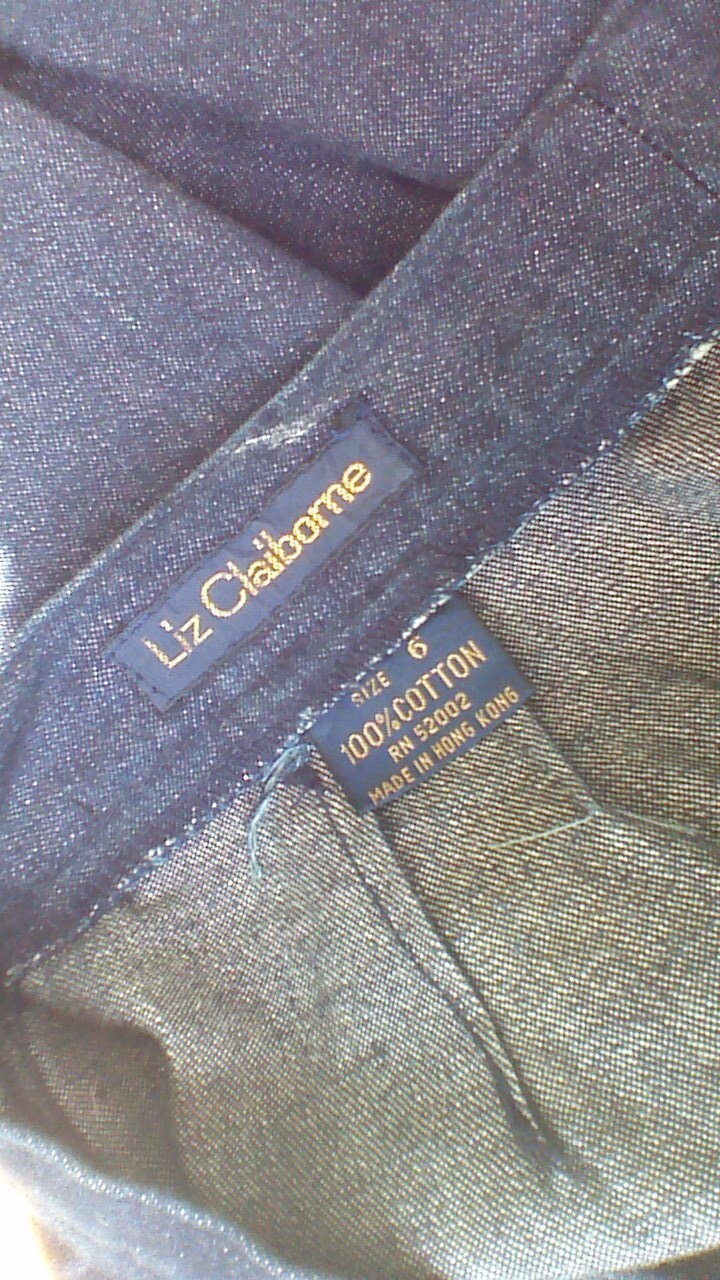 Liz Claiborne
SIZE 6
100% COTTON
RN 52002
MADE IN HONG KONG